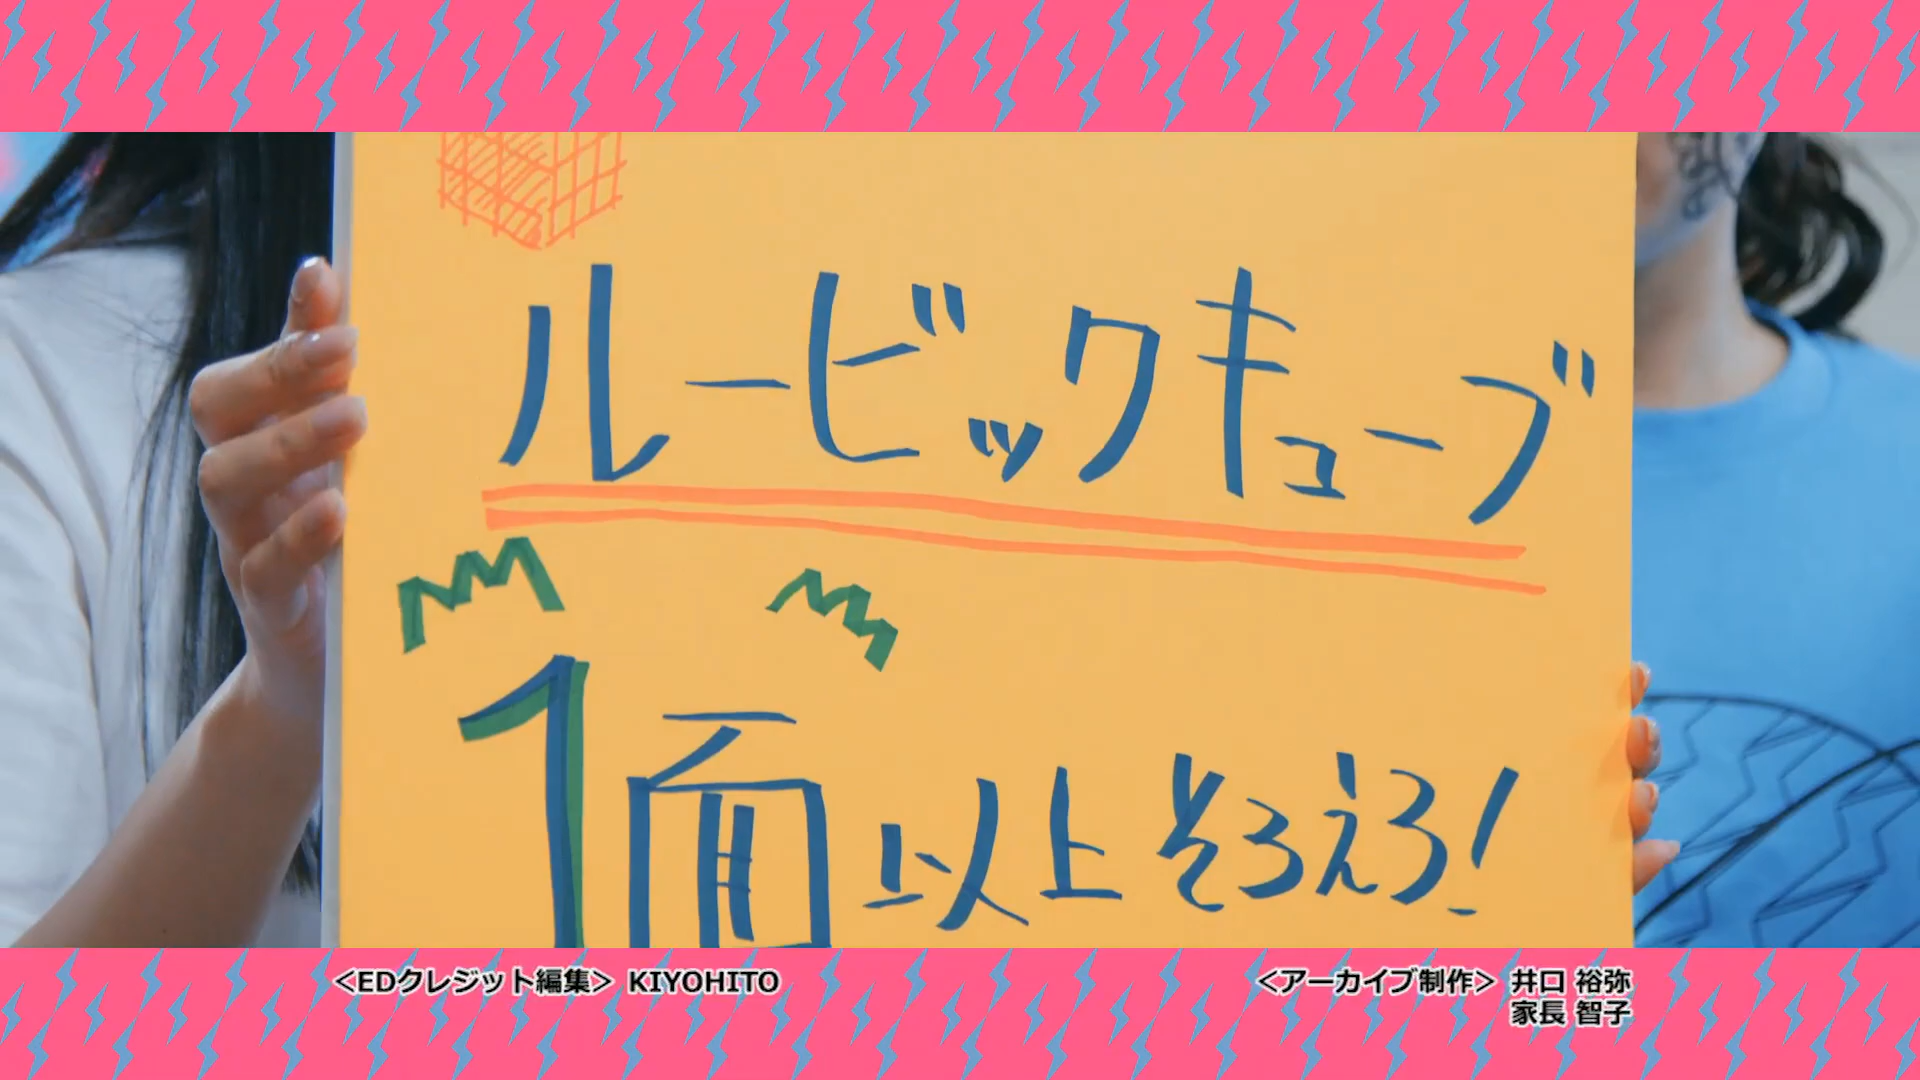 ルービックキューブ
1面以上そろえろ!
<EDクレジット編集> KIYOHITO
<アーカイブ制作> 井口 裕弥
家長 智子